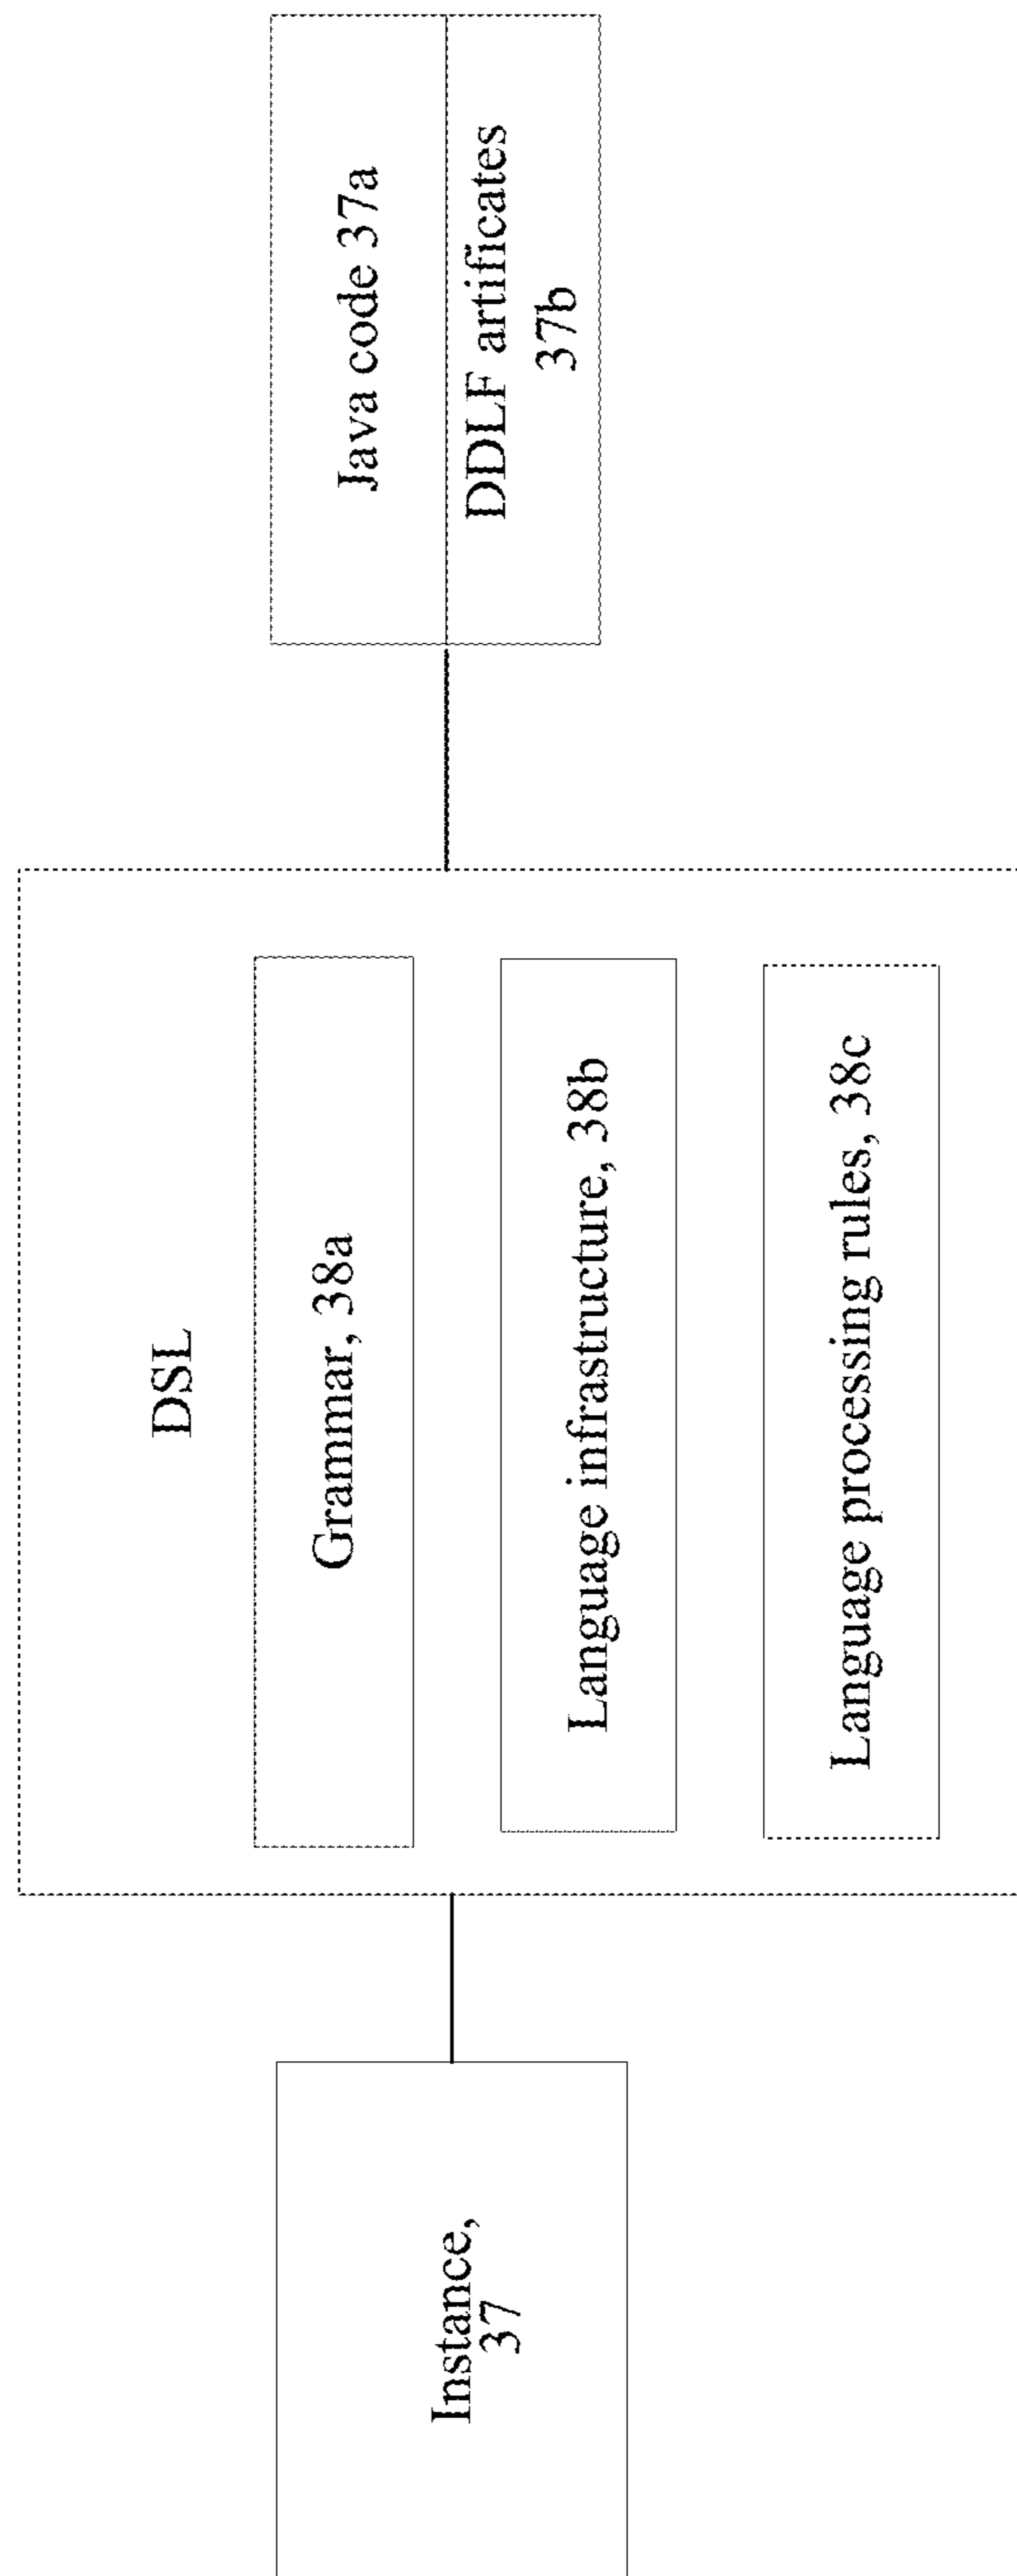 Instance,
37
DSL
Grammar, 38a
Language infrastructure, 38b
Language processing rules, 38c
Java code 37a
DDLF artificates
37b